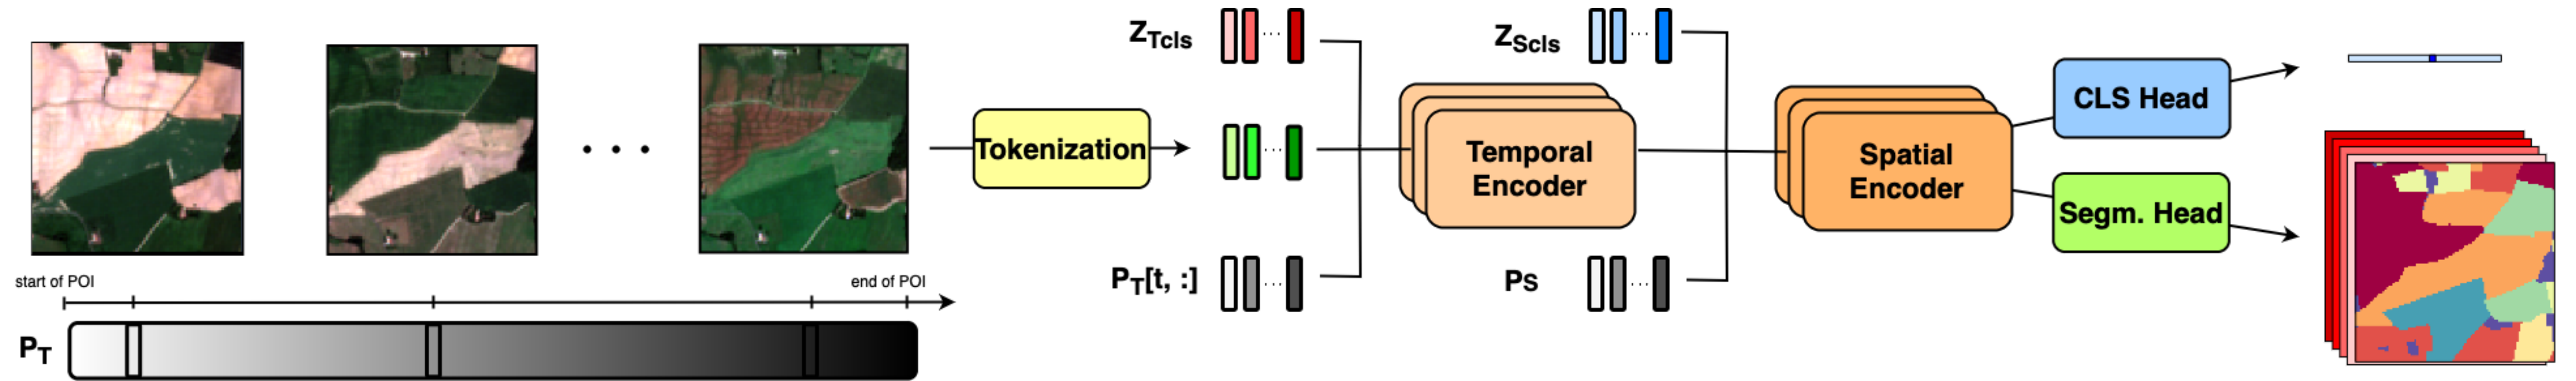 start of POI
end of POI
PT
Tokenization
ZTcls
PT[t, :]
Temporal
Encoder
ZScls
PS
Spatial
Encoder
CLS Head
Segm. Head